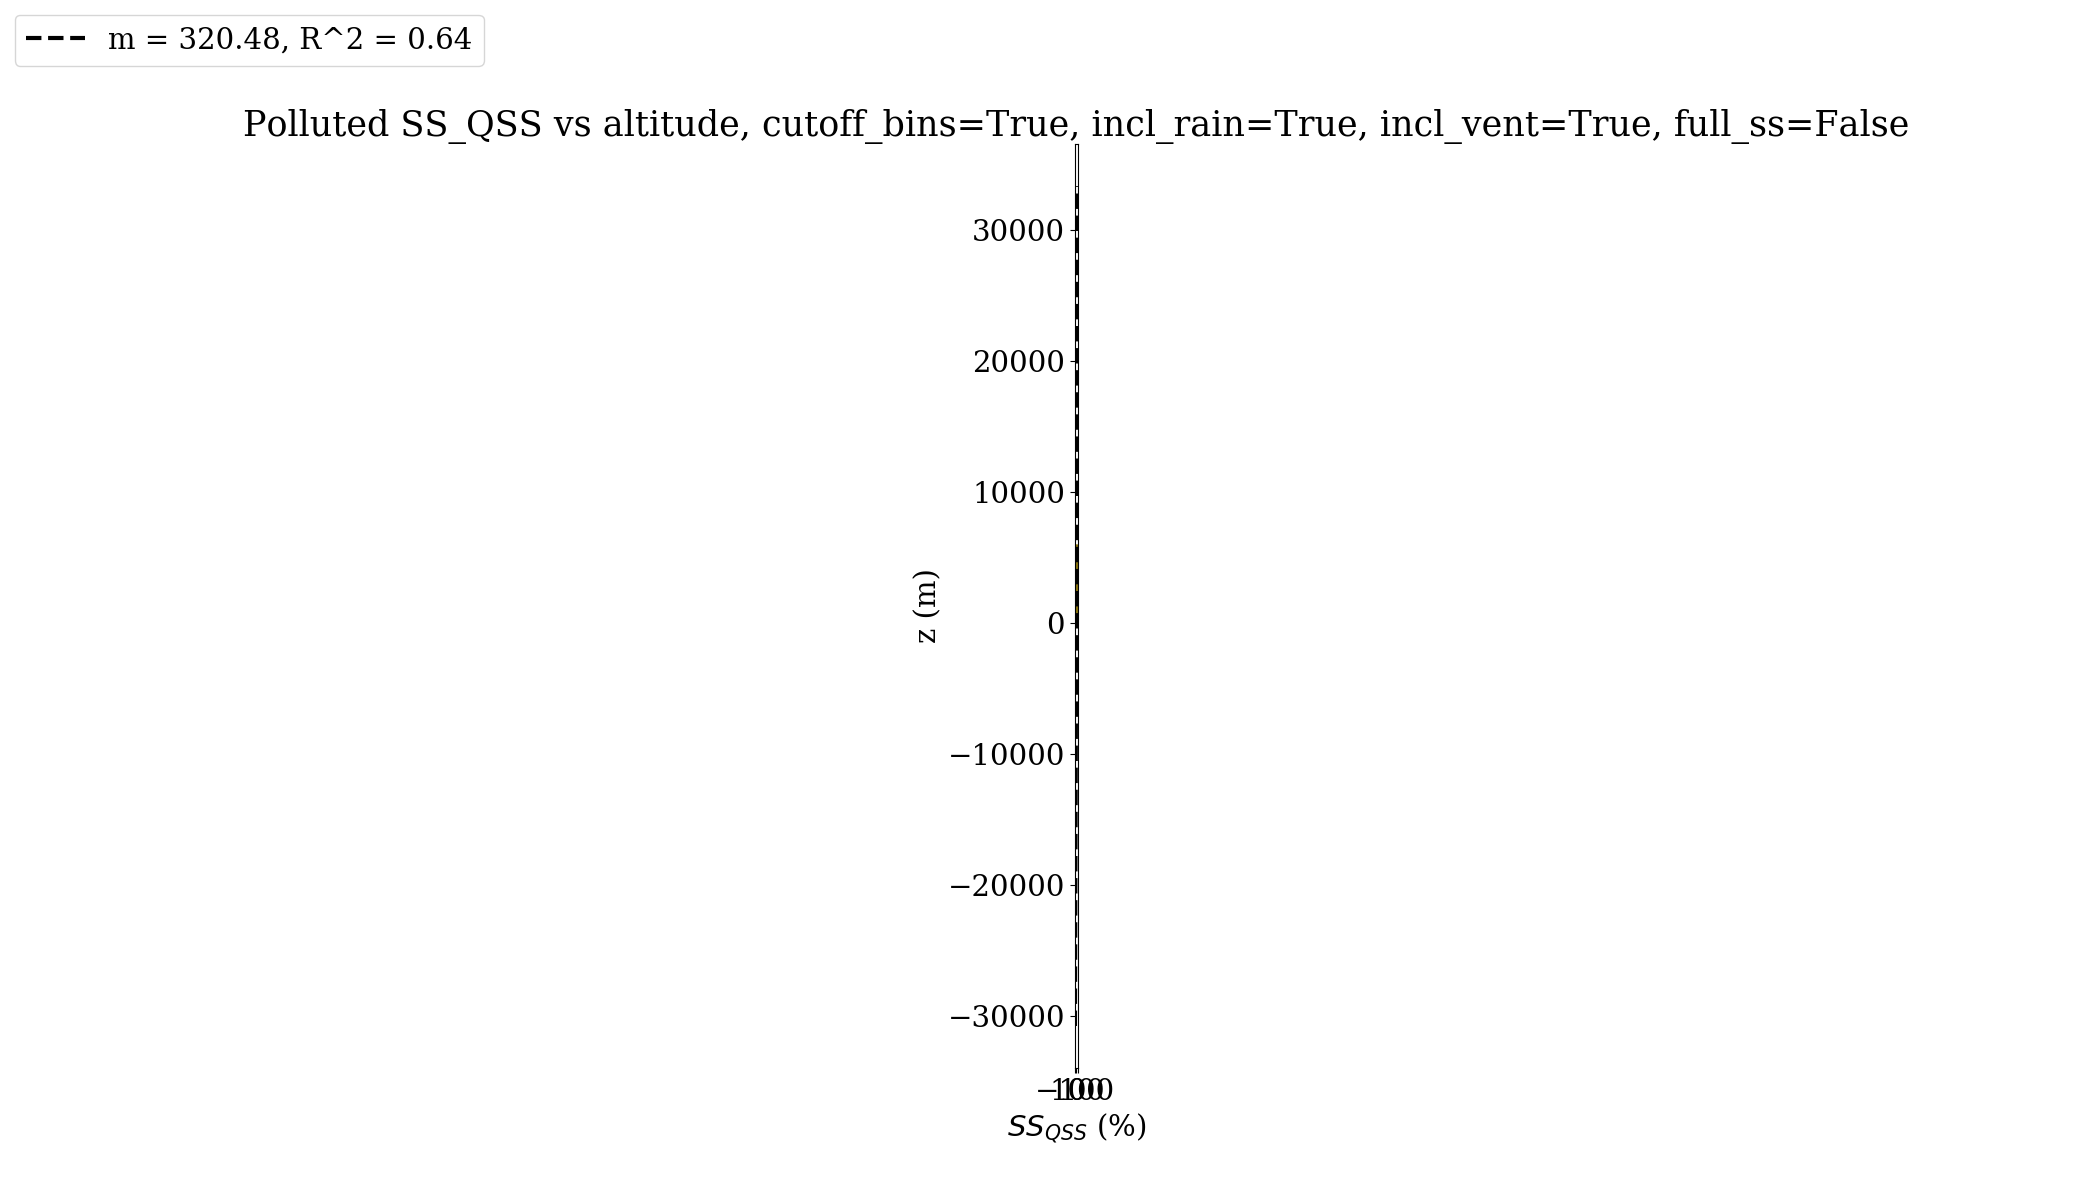 m = 320.48, R^2 = 0.64
Polluted SS_QSS vs altitude, cutoff_bins=True, incl_rain=True, incl_vent=True, full_ss=False
30000
20000
10000
0
−10000
−20000
−30000
z (m)
SS_QSS (%)